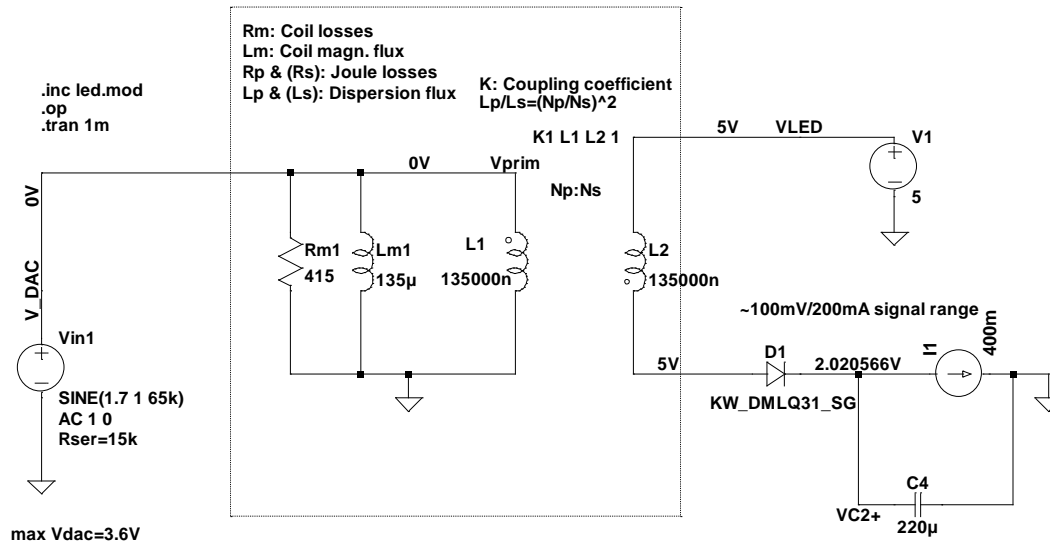 Rm: Coil losses
Lm: Coil magn. flux
Rp & (Rs): Joule losses
Lp & (Ls): Dispersion flux
K: Coupling coefficient
Lp/Ls=(Np/Ns)^2
.inc led.mod
.op
.tran 1m
K1 L1 L2 1
5V
VLED
V1
5
0V
Vprim
Np:Ns
0V
V_DAC
Rm1
415
Lm1
135µ
L1
135000n
L2
135000n
Vin1
SINE(1.7 1 65k)
AC 1 0
Rser=15k
~100mV/200mA signal range
5V
D1
KW_DMLQ31_SG
2.020566V
I1
400m
C4
220µ
VC2+
max Vdac=3.6V